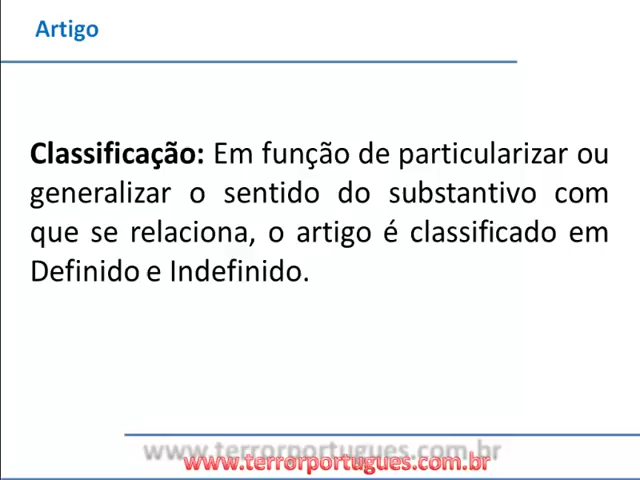 Artigo
Classificação: Em função de particularizar ou
generalizar o sentido do substantivo com
que se relaciona, o artigo é classificado em
Definido e Indefinido.
www.terrorportugues.com.br
www.terrorportugues.com.br